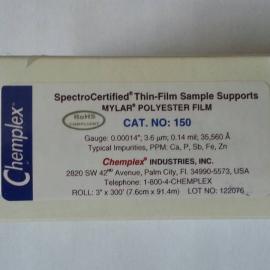 Chemplex®
SpectroCertified® Thin-Film Sample Supports
MYLAR® POLYESTER FILM
RoHS
COMPLIANT
CAT. NO: 150
Gauge: 0.00014"; 3-6 µm; 0.14 mil; 35,560 Å
Typical Impurities, PPM: Ca, P, Sb, Fe, Zn
Chemplex® INDUSTRIES, INC.
2820 SW 42ND Avenue, Palm City, Fl. 34990-5573, USA
Telephone: 1-800-4-CHEMPLEX
ROLL: 3" x 300' (7.6cm x 91.4m) LOT NO: 122076